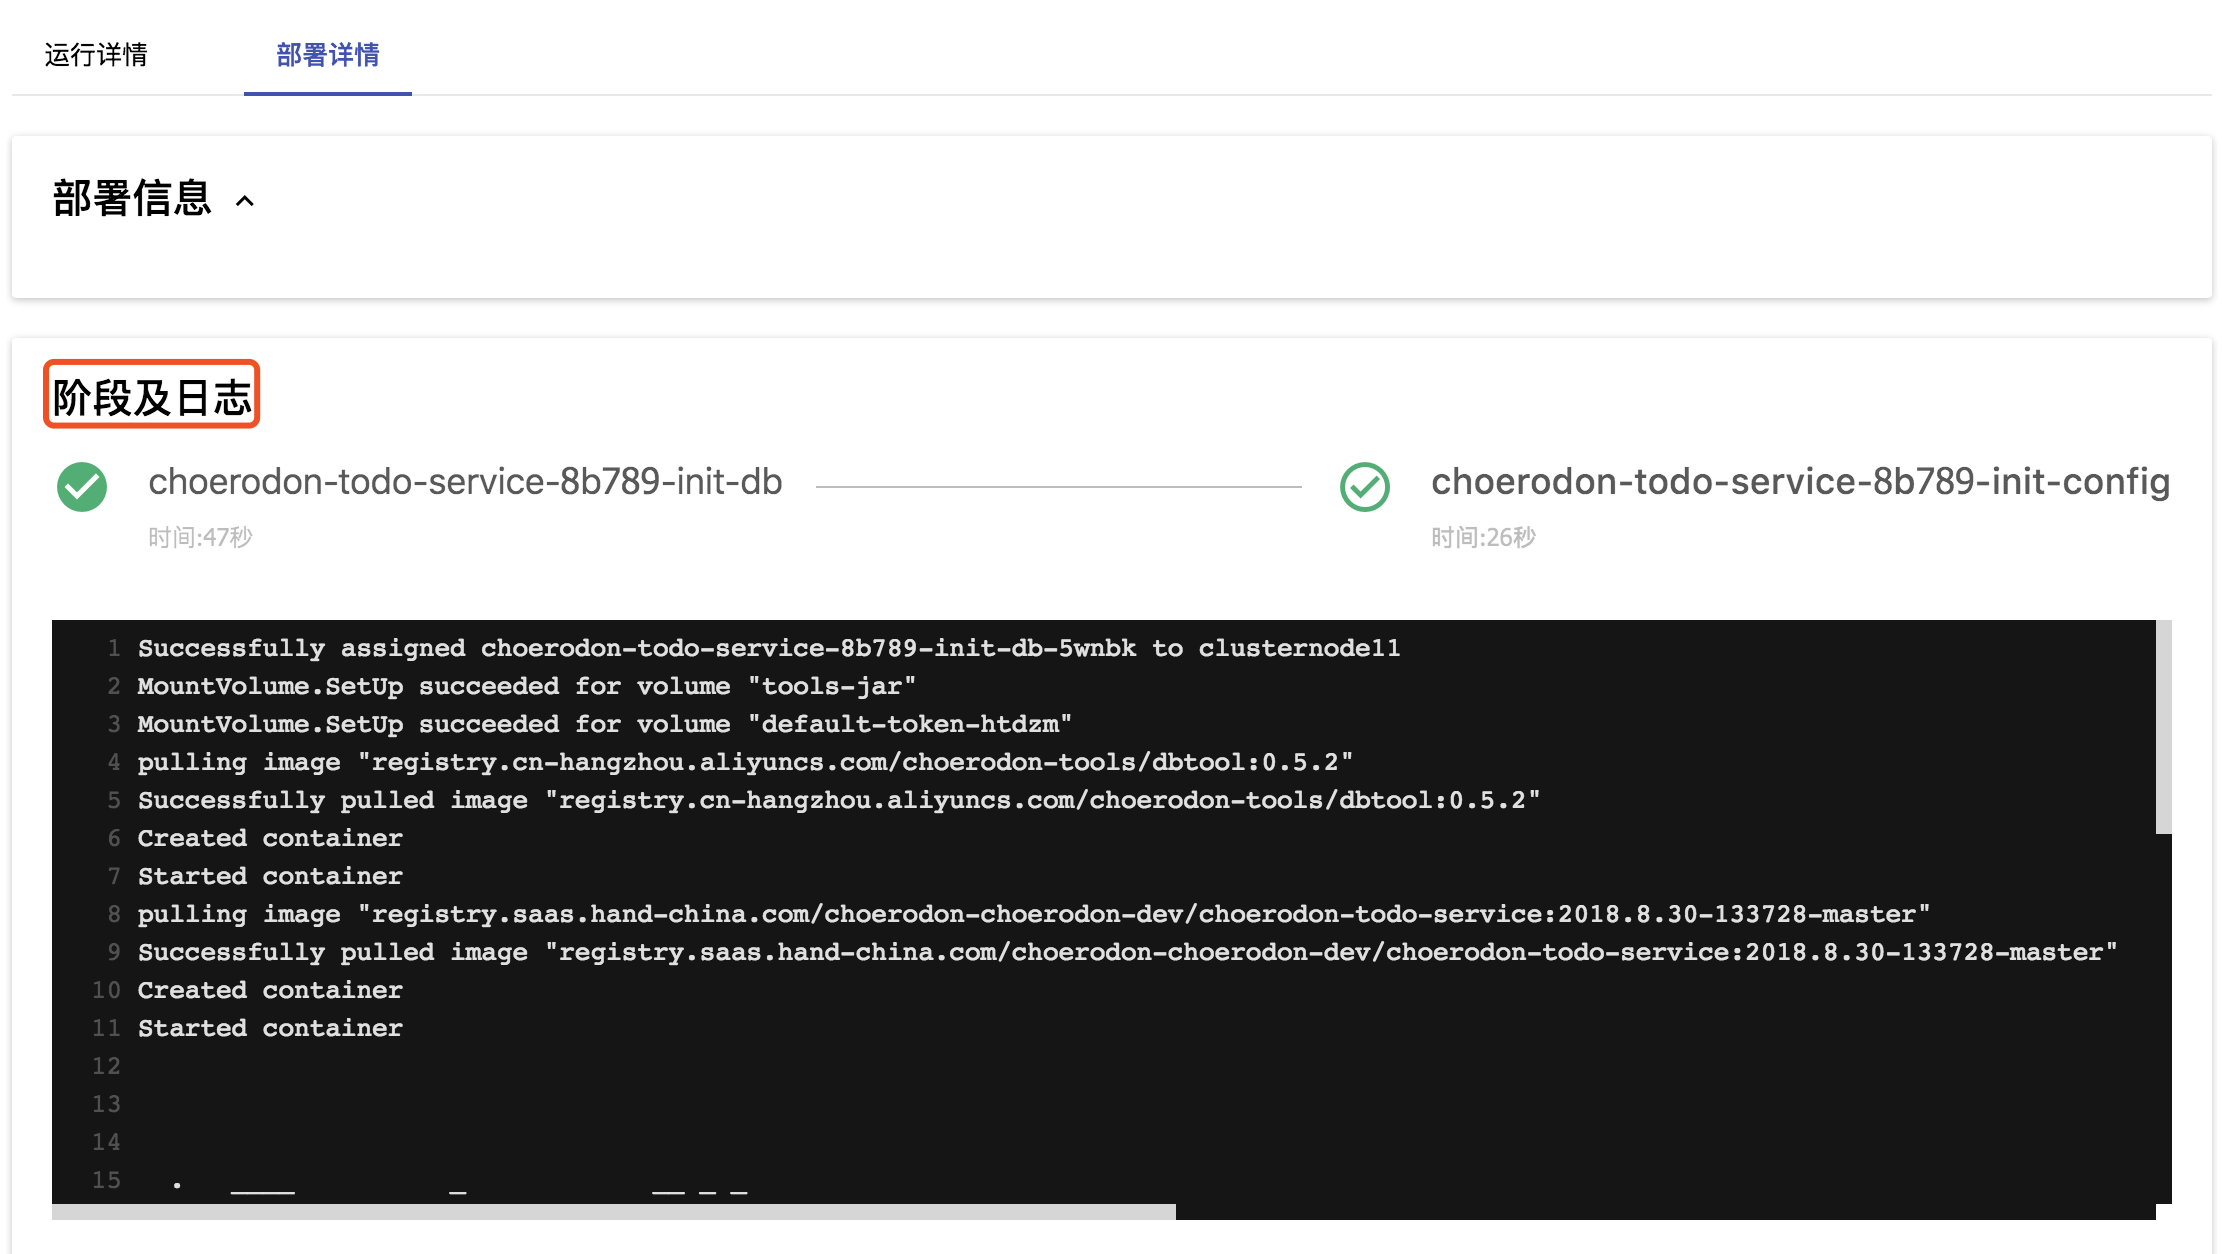 运行详情 部署详情
部署信息
阶段及日志
choerodon-todo-service-8b789-init-db choerodon-todo-service-8b789-init-config
时间:47秒 时间:26秒
1 Successfully assigned choerodon-todo-service-8b789-init-db-5wnbk to clusternode11
2 MountVolume.SetUp succeeded for volume "tools-jar"
3 MountVolume.SetUp succeeded for volume "default-token-htdzm"
4 pulling image "registry.cn-hangzhou.aliyuncs.com/choerodon-tools/dbtool:0.5.2"
5 Successfully pulled image "registry.cn-hangzhou.aliyuncs.com/choerodon-tools/dbtool:0.5.2"
6 Created container
7 Started container
8 pulling image "registry.saas.hand-china.com/choerodon-choerodon-dev/choerodon-todo-service:2018.8.30-133728-master"
9 Successfully pulled image "registry.saas.hand-china.com/choerodon-choerodon-dev/choerodon-todo-service:2018.8.30-133728-master"
10 Created container
11 Started container
12
13
14
15   .   ____          _            __ _ _